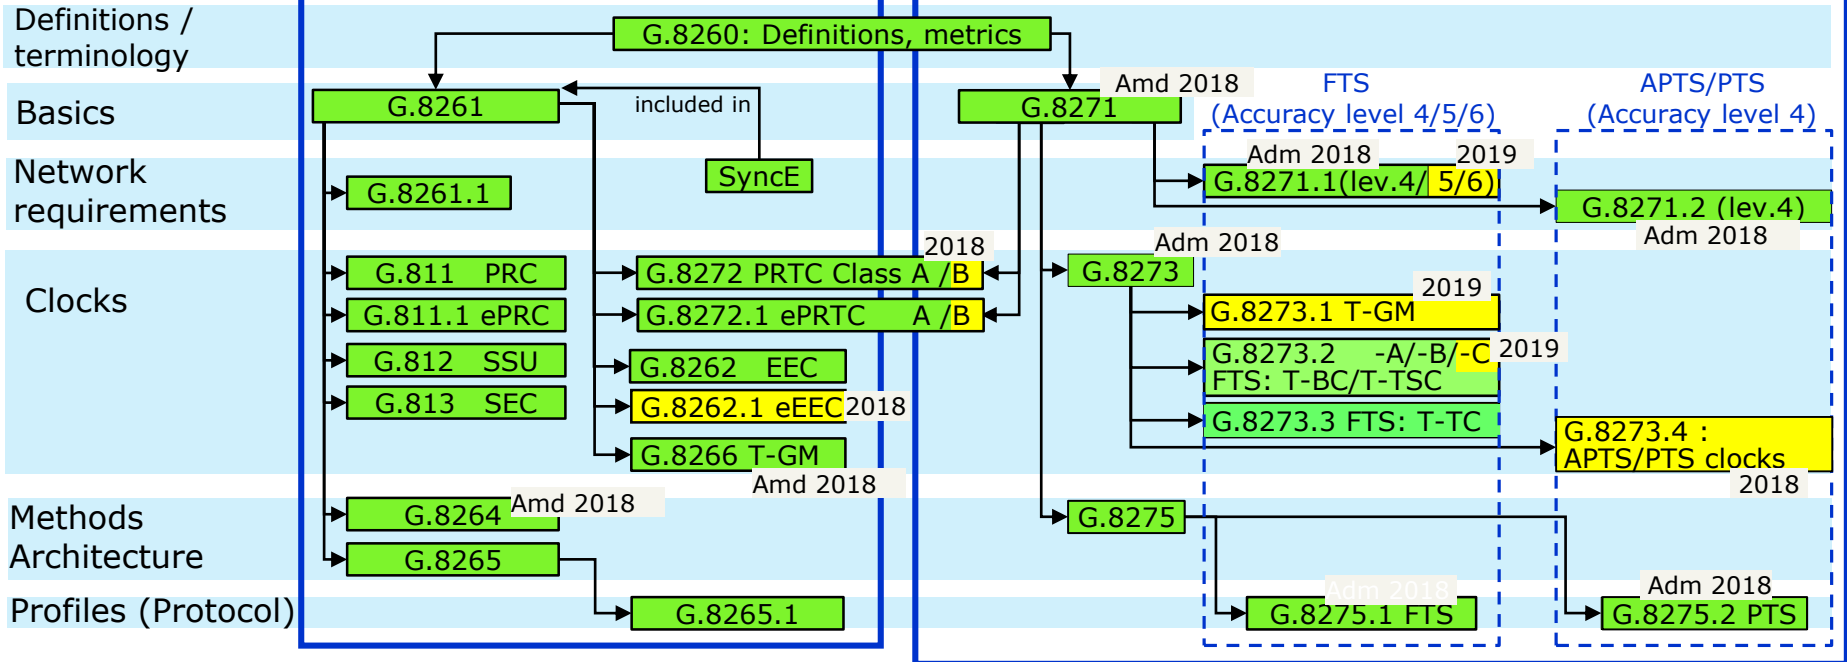 Definitions /
terminology
G.8260: Definitions, metrics
Basics
G.8261
included in
Amd 2018
G.8271
FTS
(Accuracy level 4/5/6)
APTS/PTS
(Accuracy level 4)
Network
requirements
G.8261.1
SyncE
Adm 2018
2019
G.8271.1(lev.4/ 5/6)
G.8271.2 (lev.4)
Adm 2018
Clocks
G.811 PRC
G.811.1 ePRC
G.812 SSU
G.813 SEC
2018
G.8272 PRTC Class A /B
G.8272.1 ePRTC A /B
G.8262 EEC
G.8262.1 eEEC
2018
G.8266 T-GM
Amd 2018
Adm 2018
G.8273
2019
G.8273.1 T-GM
G.8273.2 -A/-B/-C
2019
FTS: T-BC/T-TSC
G.8273.3 FTS: T-TC
G.8273.4 :
APTS/PTS clocks
2018
Methods
Architecture
G.8264
Amd 2018
G.8265
G.8275
Profiles (Protocol)
G.8265.1
Adm 2018
G.8275.1 FTS
Adm 2018
G.8275.2 PTS